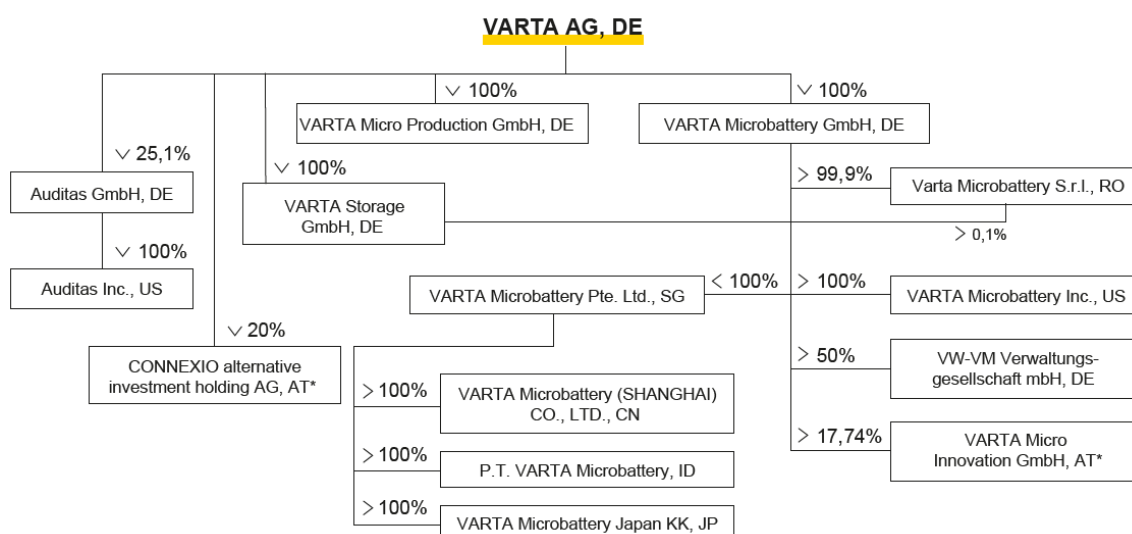 VARTA AG, DE
100%
VARTA Micro Production GmbH, DE
100%
VARTA Microbattery GmbH, DE
25,1%
Auditas GmbH, DE
100%
VARTA Storage
GmbH, DE
> 99,9%
Varta Microbattery S.r.l., RO
> 0,1%
100%
Auditas Inc., US
< 100%
VARTA Microbattery Pte. Ltd., SG
> 100%
VARTA Microbattery Inc., US
20%
CONNEXIO alternative
investment holding AG, AT*
> 50%
VW-VM Verwaltungs-
gesellschaft mbH, DE
> 100%
VARTA Microbattery (SHANGHAI)
CO., LTD., CN
> 17,74%
VARTA Micro
Innovation GmbH, AT*
> 100%
P.T. VARTA Microbattery, ID
> 100%
VARTA Microbattery Japan KK, JP